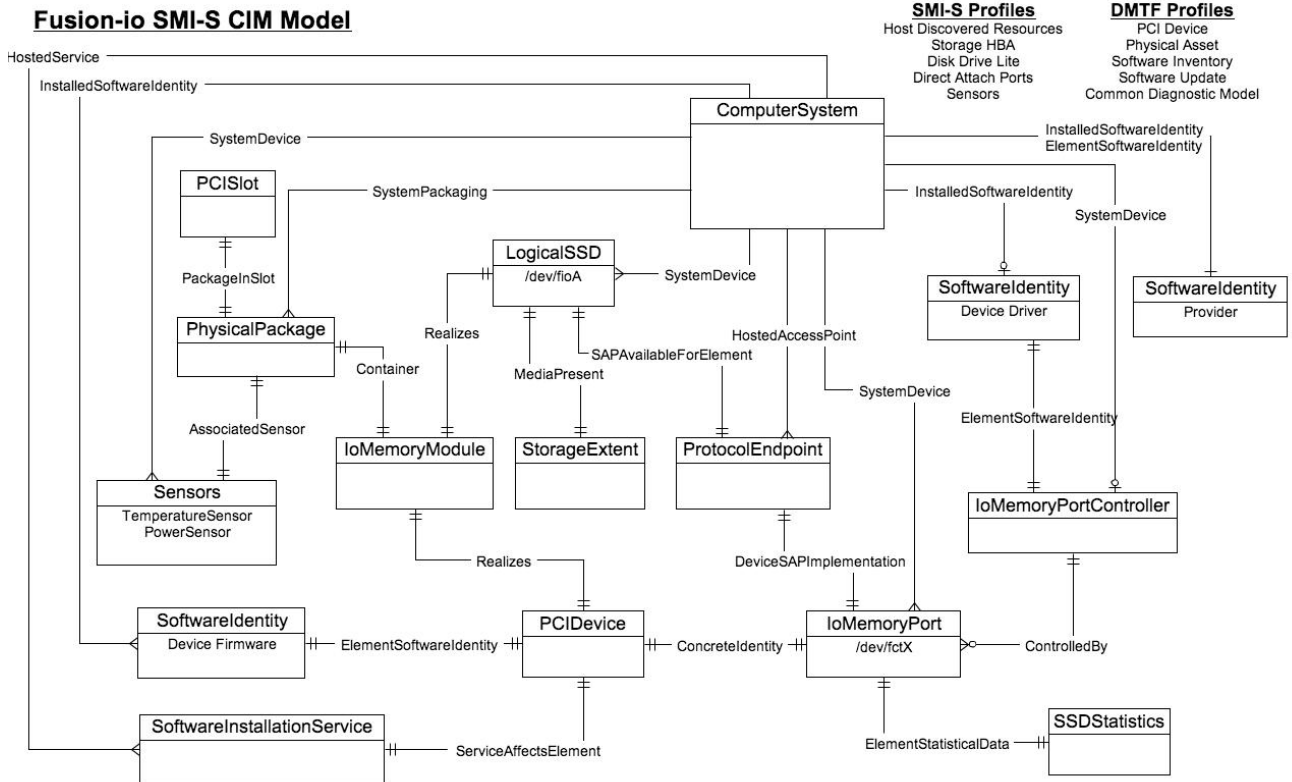 Fusion-io SMI-S CIM Model
SMI-S Profiles
Host Discovered Resources
Storage HBA
Disk Drive Lite
Direct Attach Ports
Sensors
DMTF Profiles
PCI Device
Physical Asset
Software Inventory
Software Update
Common Diagnostic Model
HostedService
InstalledSoftwareIdentity
ComputerSystem
SystemDevice
InstalledSoftwareIdentity
ElementSoftwareIdentity
PCISlot
SystemPackaging
InstalledSoftwareIdentity
SystemDevice
LogicalSSD
/dev/fioA
SystemDevice
PackageInSlot
SoftwareIdentity
Device Driver
SoftwareIdentity
Provider
PhysicalPackage
Realizes
HostedAccessPoint
SAPAvailableForElement
Container
MediaPresent
SystemDevice
AssociatedSensor
ElementSoftwareIdentity
IoMemoryModule
StorageExtent
ProtocolEndpoint
Sensors
TemperatureSensor
PowerSensor
IoMemoryPortController
Realizes
DeviceSAPImplementation
SoftwareIdentity
Device Firmware
ElementSoftwareIdentity
PCIDevice
ConcreteIdentity
IoMemoryPort
/dev/fctX
ControlledBy
SoftwareInstallationService
ServiceAffectsElement
ElementStatisticalData
SSDStatistics